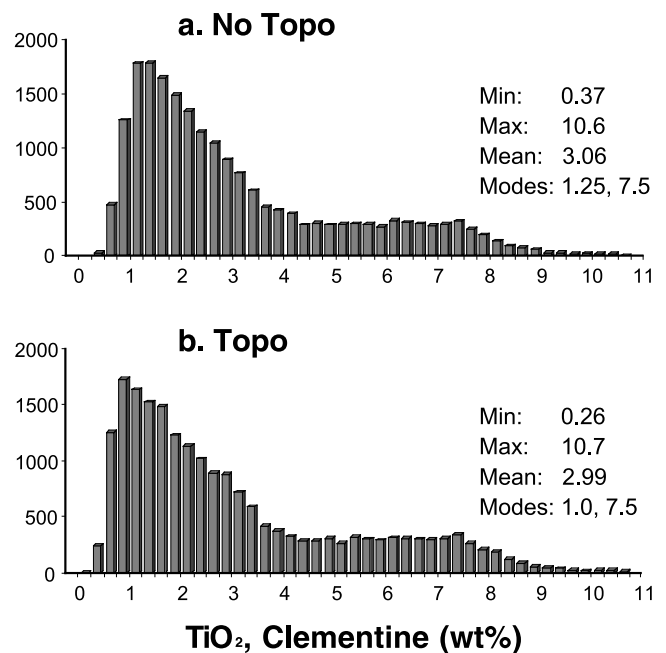 a. No Topo
2000
1500
1000
500
0
Min: 0.37
Max: 10.6
Mean: 3.06
Modes: 1.25, 7.5
0 1 2 3 4 5 6 7 8 9 10 11
b. Topo
2000
1500
1000
500
0
Min: 0.26
Max: 10.7
Mean: 2.99
Modes: 1.0, 7.5
0 1 2 3 4 5 6 7 8 9 10 11
TiO₂, Clementine (wt%)